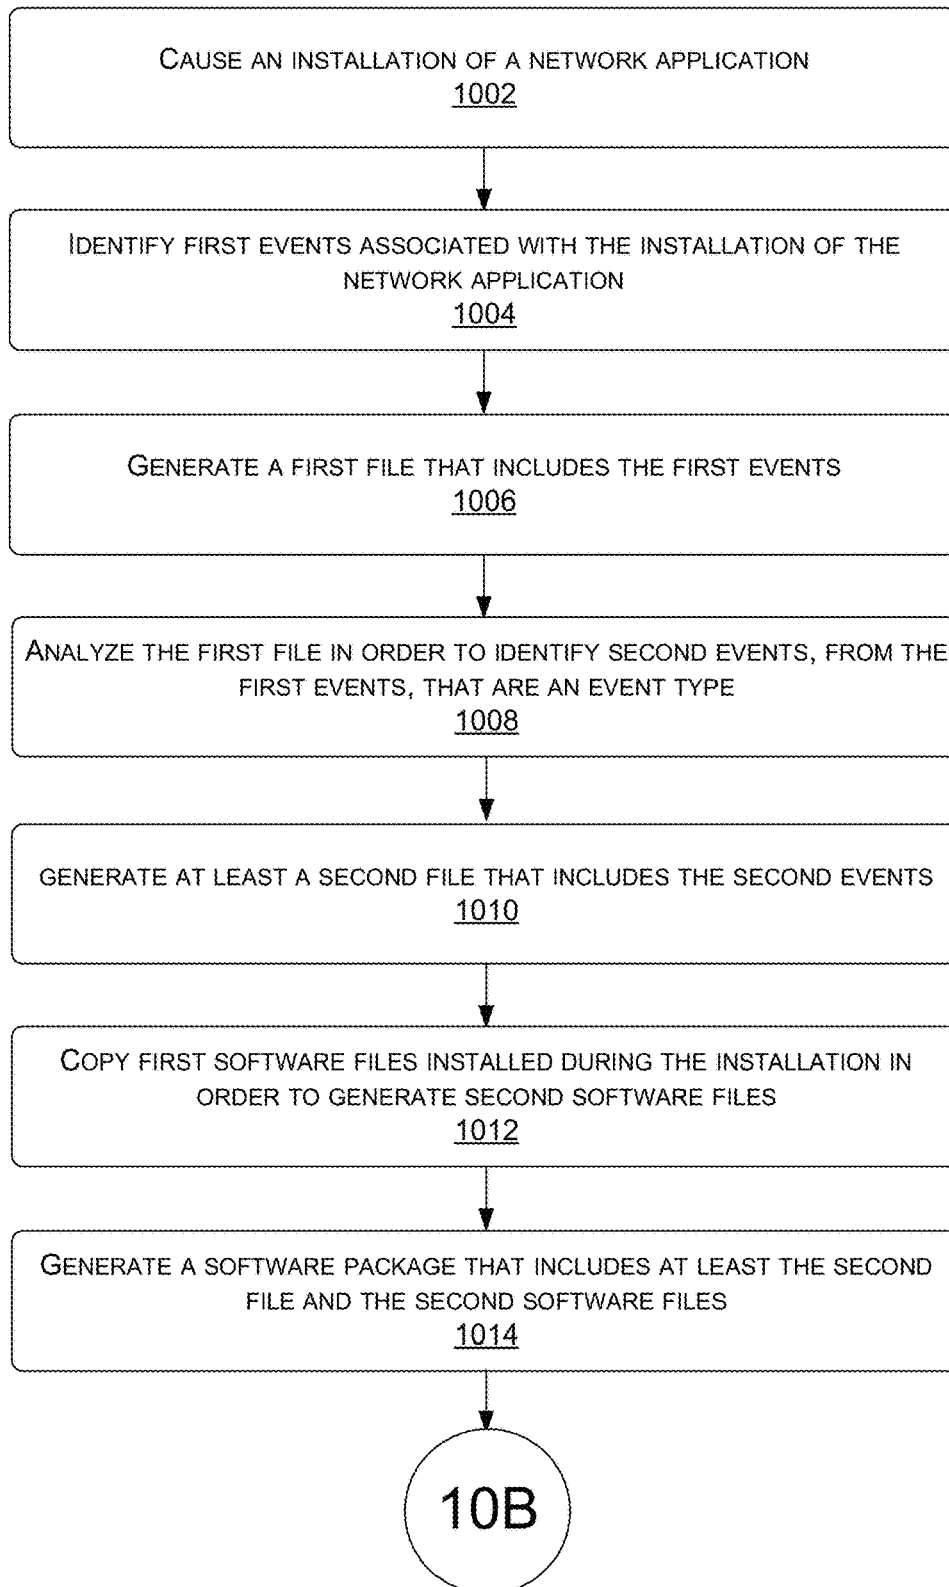 CAUSE AN INSTALLATION OF A NETWORK APPLICATION
1002
IDENTIFY FIRST EVENTS ASSOCIATED WITH THE INSTALLATION OF THE
NETWORK APPLICATION
1004
GENERATE A FIRST FILE THAT INCLUDES THE FIRST EVENTS
1006
ANALYZE THE FIRST FILE IN ORDER TO IDENTIFY SECOND EVENTS, FROM THE
FIRST EVENTS, THAT ARE AN EVENT TYPE
1008
GENERATE AT LEAST A SECOND FILE THAT INCLUDES THE SECOND EVENTS
1010
COPY FIRST SOFTWARE FILES INSTALLED DURING THE INSTALLATION IN
ORDER TO GENERATE SECOND SOFTWARE FILES
1012
GENERATE A SOFTWARE PACKAGE THAT INCLUDES AT LEAST THE SECOND
FILE AND THE SECOND SOFTWARE FILES
1014
10B